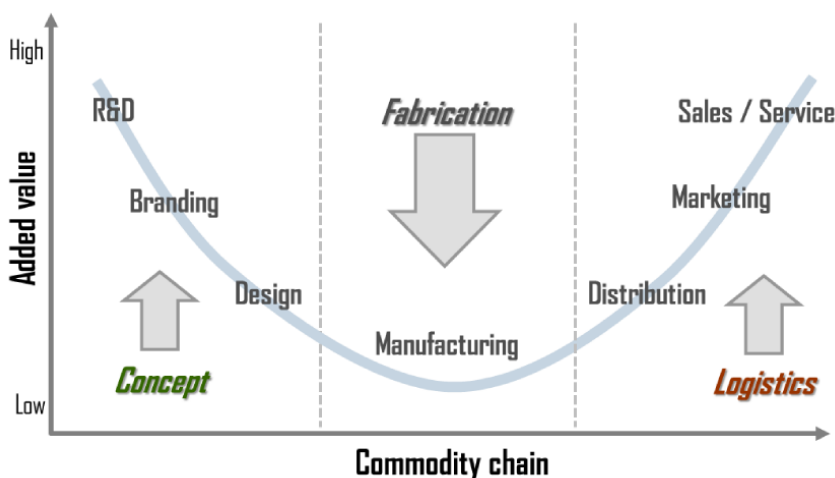 High
R&D
Fabrication
Sales / Service
Branding
Marketing
Added value
Design
Distribution
Manufacturing
Concept
Logistics
Low
Commodity chain